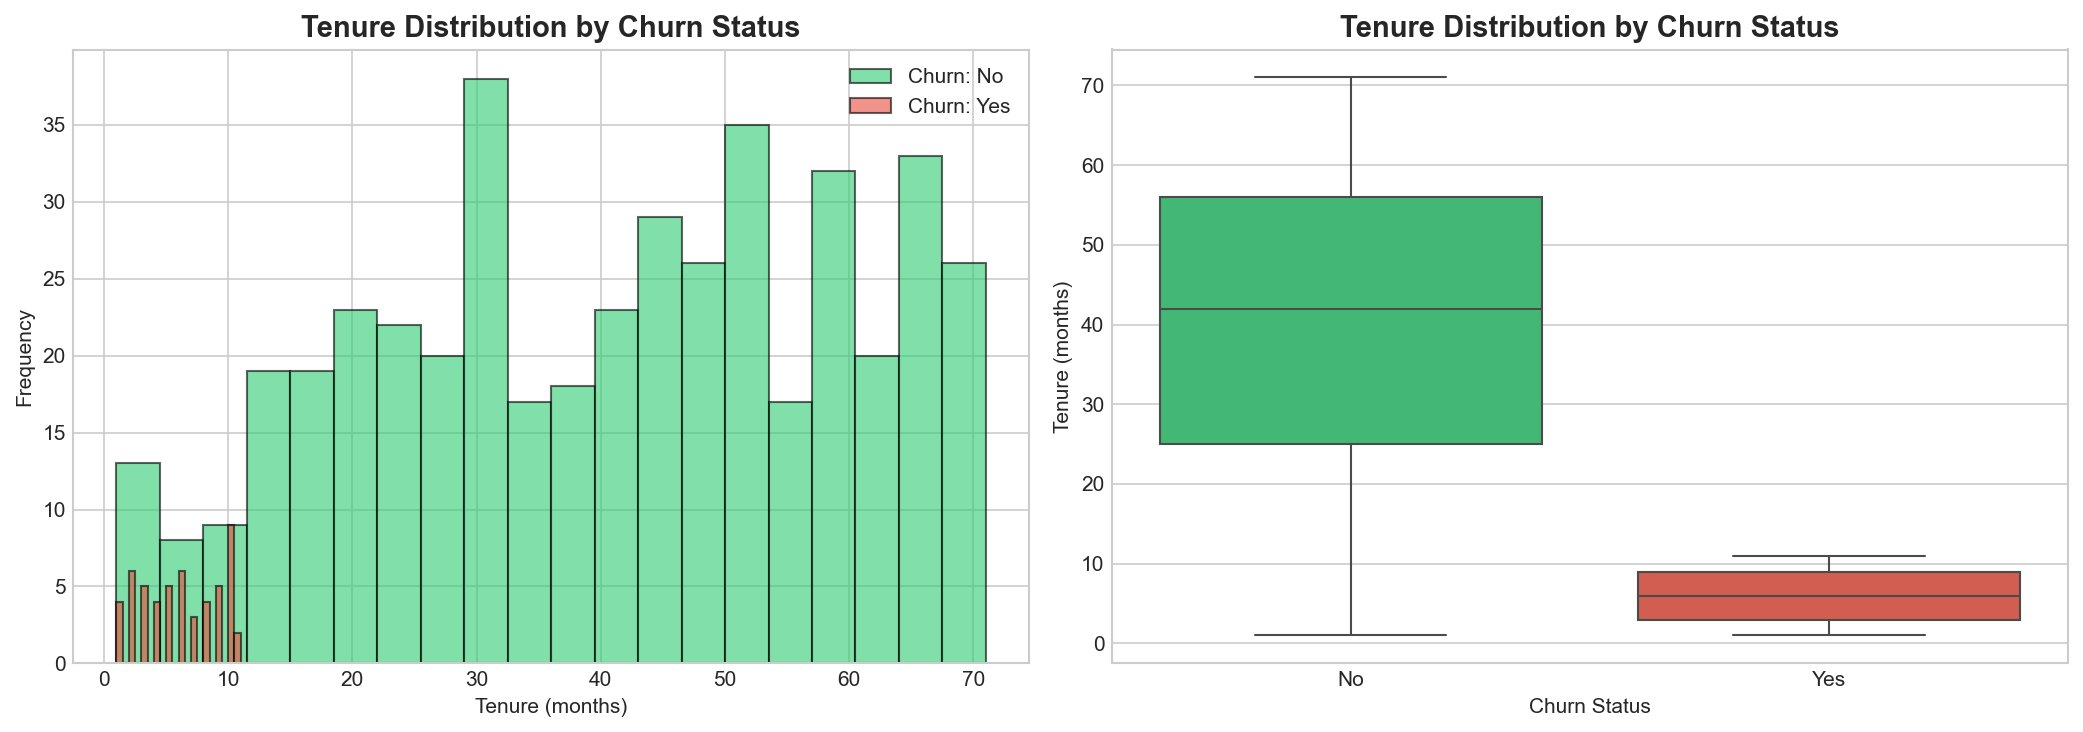 Tenure Distribution by Churn Status
Churn: No
Churn: Yes
35
30
25
20
15
10
5
0
Frequency
0 10 20 30 40 50 60 70
Tenure (months)
Tenure Distribution by Churn Status
70
60
50
40
30
20
10
0
Tenure (months)
No Yes
Churn Status